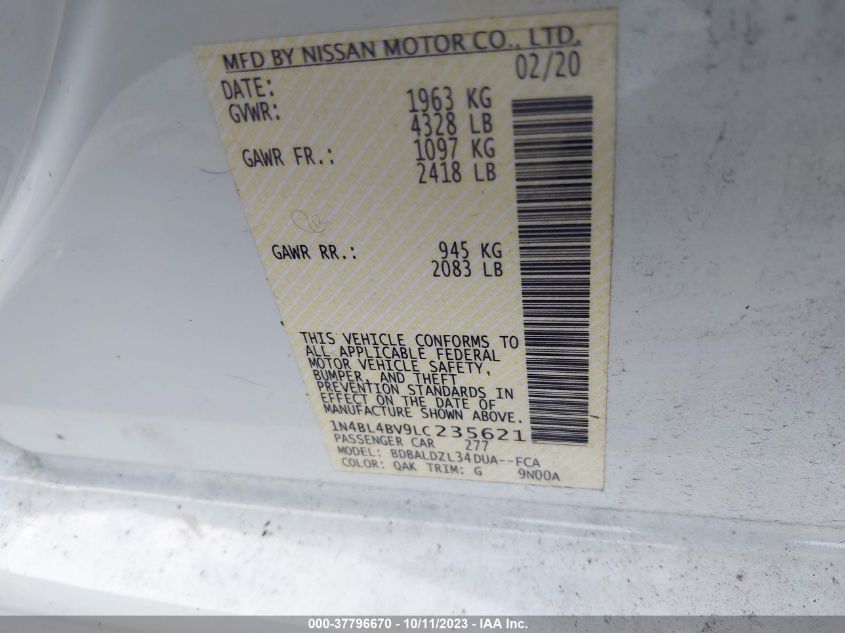 MFD BY NISSAN MOTOR CO., LTD.
DATE: 02/20
GVWR: 1963 KG
4328 LB
GAWR FR.: 1097 KG
2418 LB
GAWR RR.: 945 KG
2083 LB
THIS VEHICLE CONFORMS TO
ALL APPLICABLE FEDERAL
MOTOR VEHICLE SAFETY,
BUMPER, AND THEFT
PREVENTION STANDARDS IN
EFFECT ON THE DATE OF
MANUFACTURE SHOWN ABOVE.
1N4BL4BV9LC235621
PASSENGER CAR 277
MODEL: BDBALDZL34DUA--FCA
COLOR: QAK TRIM: G 9N00A
000-37796670 - 10/11/2023 - IAA Inc.